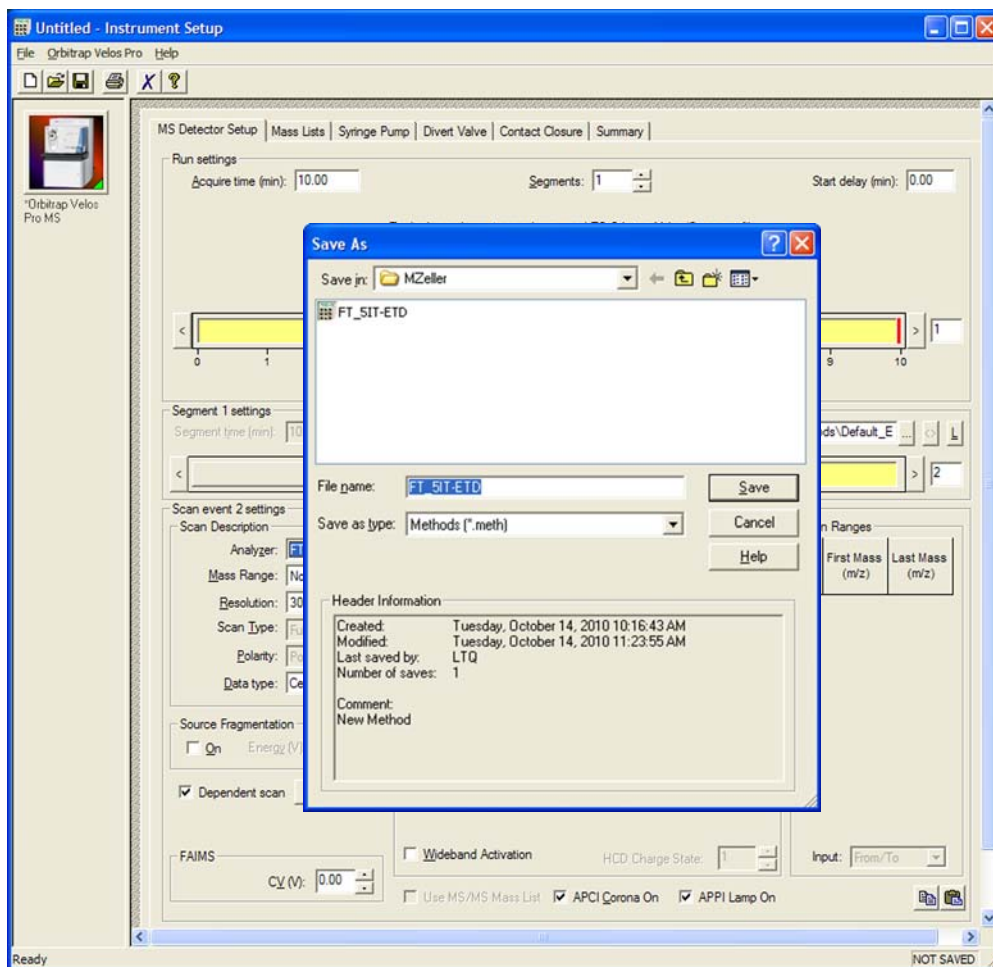 Untitled - Instrument Setup
File Orbitrap Velos Pro Help
*Orbitrap Velos
Pro MS
MS Detector Setup Mass Lists Syringe Pump Divert Valve Contact Closure Summary
Run settings
Acquire time (min): 10.00 Segments: 1 Start delay (min): 0.00
< > 1
0 1 9 10
Segment 1 settings
Segment time (min): 10 ds\Default_E ... <> L
< > 2
Scan event 2 settings
Scan Description
Analyzer: FT
Mass Range: No
Resolution: 30
Scan Type: Fu
Polarity: Po
Data type: Ce
n Ranges
First Mass Last Mass
(m/z) (m/z)
Source Fragmentation
On Energy (V)
Dependent scan
FAIMS
CV (V): 0.00
Wideband Activation HCD Charge State: 1 Input: From/To
Use MS/MS Mass List APCI Corona On APPI Lamp On
Ready NOT SAVED
Save As
Save in: MZeller
FT_5IT-ETD
File name: FT_5IT-ETD Save
Save as type: Methods (*.meth) Cancel
Help
Header Information
Created: Tuesday, October 14, 2010 10:16:43 AM
Modified: Tuesday, October 14, 2010 11:23:55 AM
Last saved by: LTQ
Number of saves: 1
Comment:
New Method